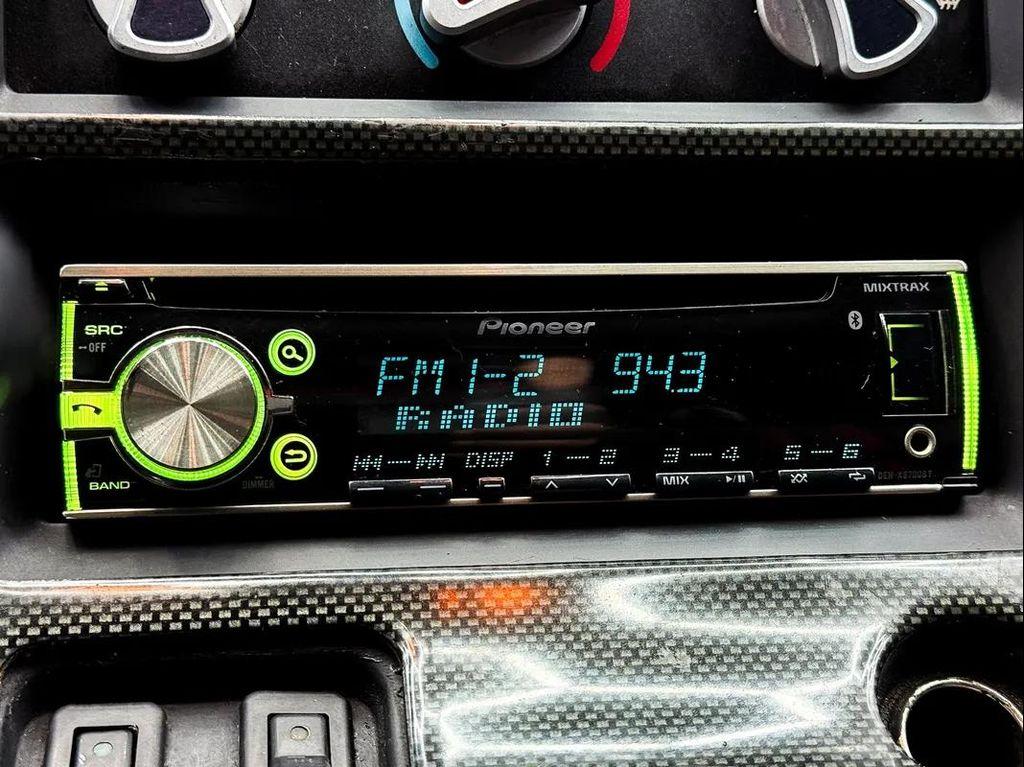 MIXTRAX
SRC
OFF
Pioneer
FM1-2 943
RADIO
DISP 1 2 3 4 5 6
BAND
DIMMER
MIX